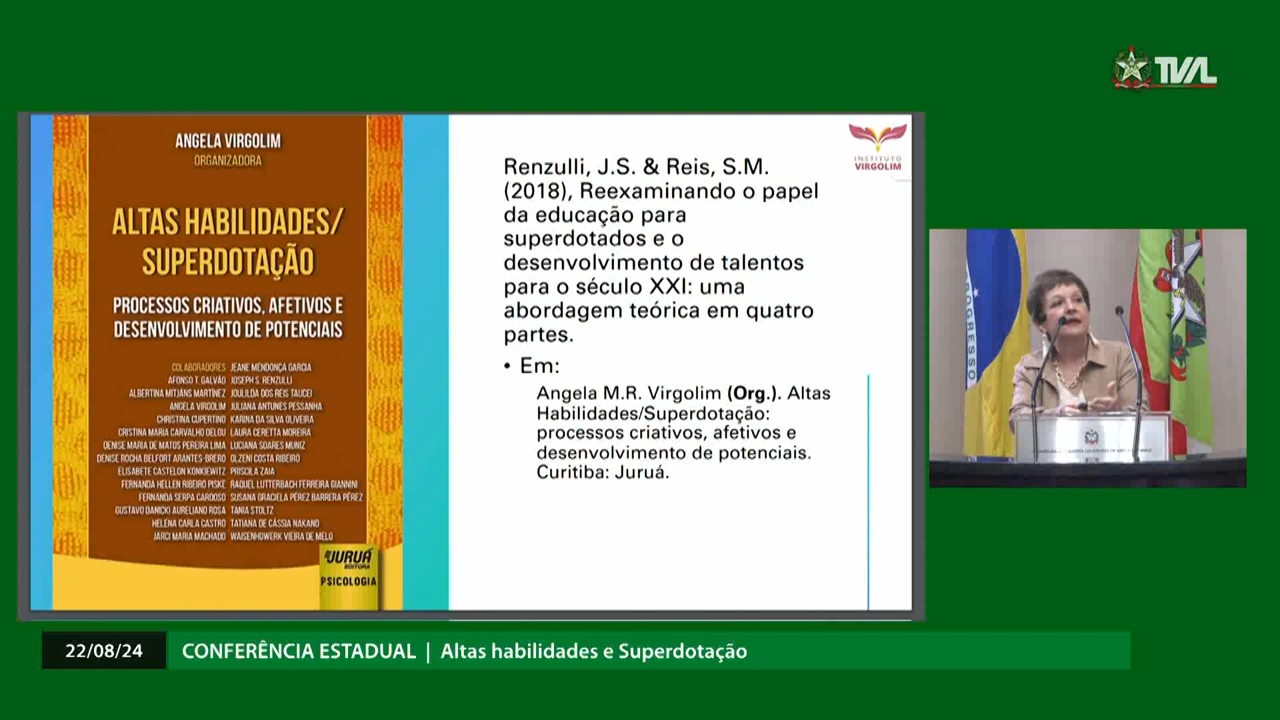 TVAL
ANGELA VIRGOLIM
ORGANIZADORA
ALTAS HABILIDADES/
SUPERDOTAÇÃO
PROCESSOS CRIATIVOS, AFETIVOS E
DESENVOLVIMENTO DE POTENCIAIS
COLABORADORES JEANE MENDONÇA GARCIA
AFONSO T. GALVÃO JOSEPH S. RENZULLI
ALBERTINA MITJÁNS MARTÍNEZ JOULILDA DOS REIS TAUCEI
ANGELA VIRGOLIM JULIANA ANTUNES PESSANHA
CHRISTINA CUPERTINO KARINA DA SILVA OLIVEIRA
CRISTINA MARIA CARVALHO DELOU LAURA CERETTA MOREIRA
DENISE MARIA DE MATOS PEREIRA LIMA LUCIANA SOARES MUNIZ
DENISE ROCHA BELFORT ARANTES-BRERO OLZENI COSTA RIBEIRO
ELISABETE CASTELON KONKIEWITZ PRISCILA ZAIA
FERNANDA HELLEN RIBEIRO PISKE RAQUEL LUTTERBACH FERREIRA GIANNINI
FERNANDA SERPA CARDOSO SUSANA GRACIELA PÉREZ BARRERA PÉREZ
GUSTAVO DANICKI AURELIANO ROSA TANIA STOLTZ
HELENA CARLA CASTRO TATIANA DE CÁSSIA NAKANO
JARCI MARIA MACHADO WAISENHOWERK VIEIRA DE MELO
JURUÁ
EDITORA
PSICOLOGIA
INSTITUTO
VIRGOLIM
Renzulli, J.S. & Reis, S.M.
(2018), Reexaminando o papel
da educação para
superdotados e o
desenvolvimento de talentos
para o século XXI: uma
abordagem teórica em quatro
partes.
• Em:
Angela M.R. Virgolim (Org.). Altas
Habilidades/Superdotação:
processos criativos, afetivos e
desenvolvimento de potenciais.
Curitiba: Juruá.
22/08/24 CONFERÊNCIA ESTADUAL | Altas habilidades e Superdotação